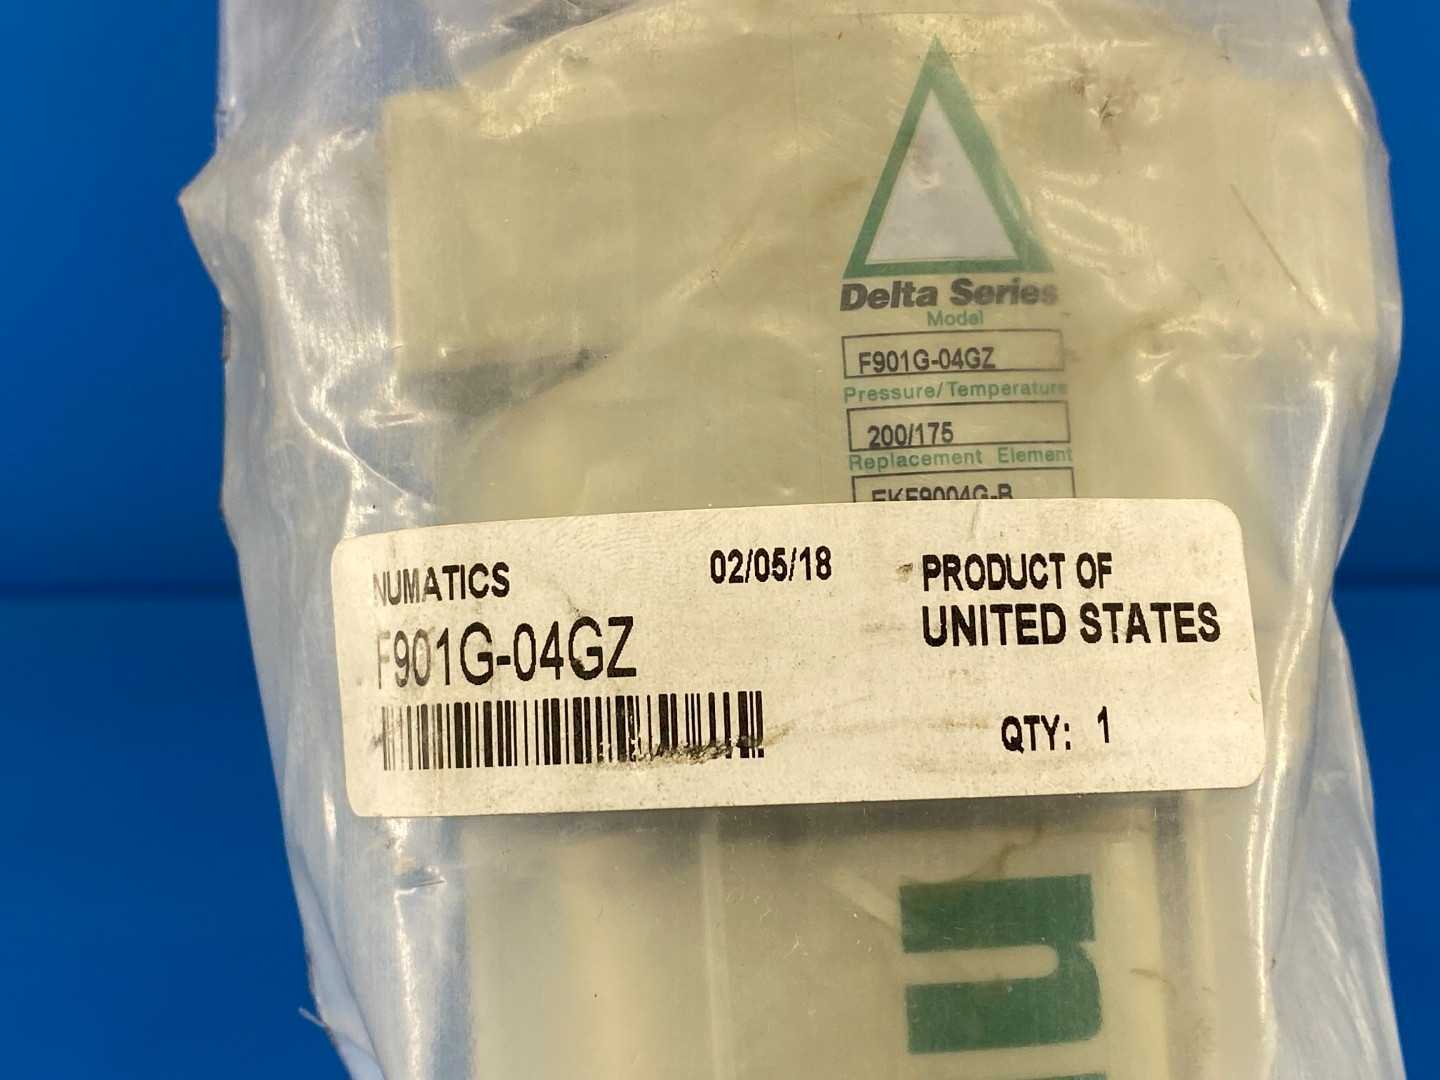 Delta Series
Model
F901G-04GZ
Pressure/Temperature
200/175
Replacement Element
EKF9004G-B
NUMATICS
02/05/18
F901G-04GZ
PRODUCT OF
UNITED STATES
QTY: 1
n